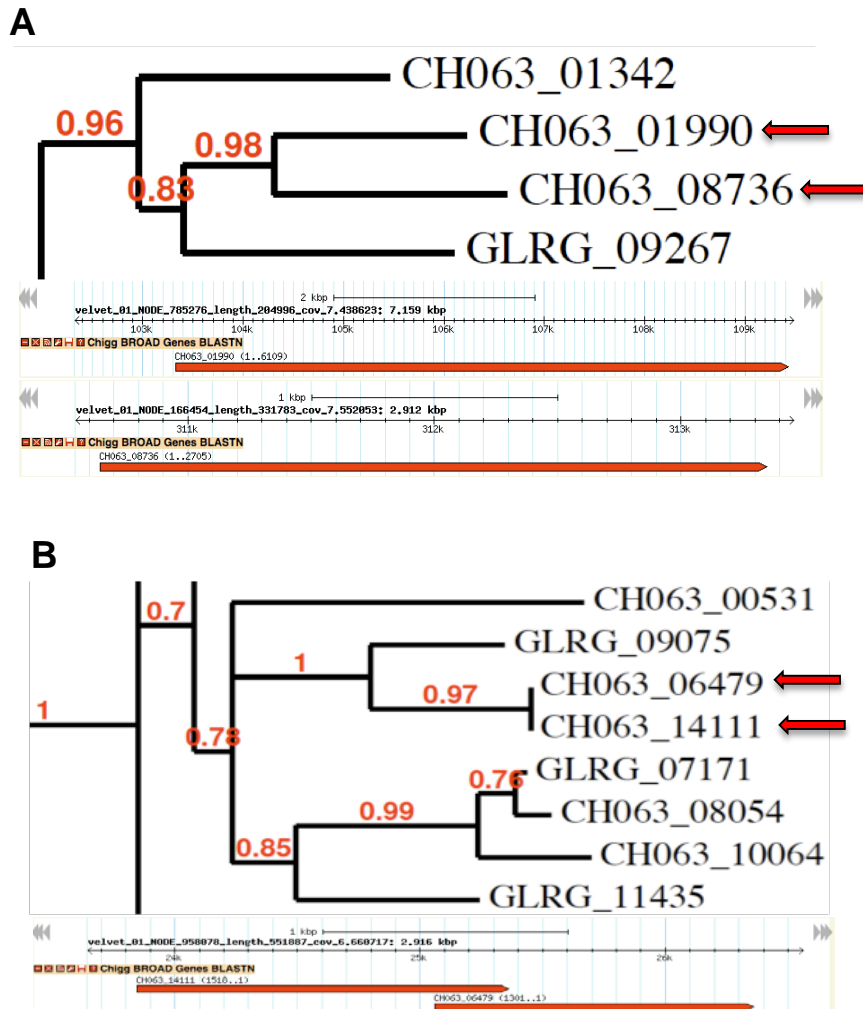 A
CH063_01342
0.96
CH063_01990
0.98
0.83
CH063_08736
GLRG_09267
2 kbp
velvet_01_NODE_785276_length_204996_cov_7.438623: 7.159 kbp
103k 104k 105k 106k 107k 108k 109k
Chigg BROAD Genes BLASTN
CH063_01990 (1..6109)
1 kbp
velvet_01_NODE_166454_length_331783_cov_7.552053: 2.912 kbp
311k 312k 313k
Chigg BROAD Genes BLASTN
CH063_08736 (1..2705)
B
0.7
CH063_00531
GLRG_09075
1
CH063_06479
0.97
1
CH063_14111
0.78
GLRG_07171
0.76
CH063_08054
0.99
0.85
CH063_10064
GLRG_11435
1 kbp
velvet_01_NODE_958078_length_551887_cov_6.660717: 2.916 kbp
24k 25k 26k
Chigg BROAD Genes BLASTN
CH063_14111 (1510..1)
CH063_06479 (1301..1)